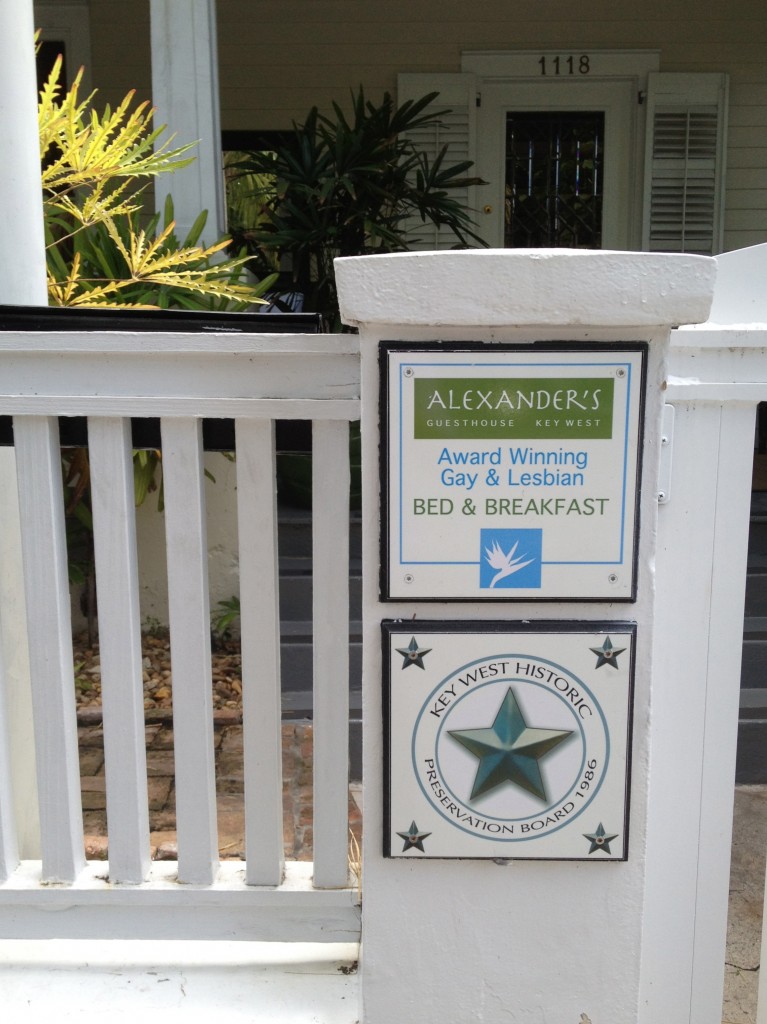 1118
ALEXANDER'S
GUESTHOUSE KEY WEST
Award Winning
Gay & Lesbian
BED & BREAKFAST
KEY WEST HISTORIC
PRESERVATION BOARD 1986